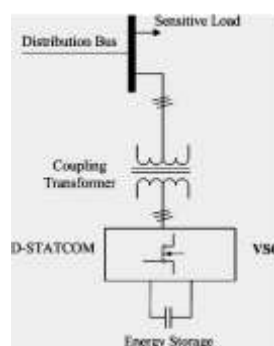 Sensitive Load
Distribution Bus
Coupling
Transformer
D-STATCOM
VSC
Energy Storage